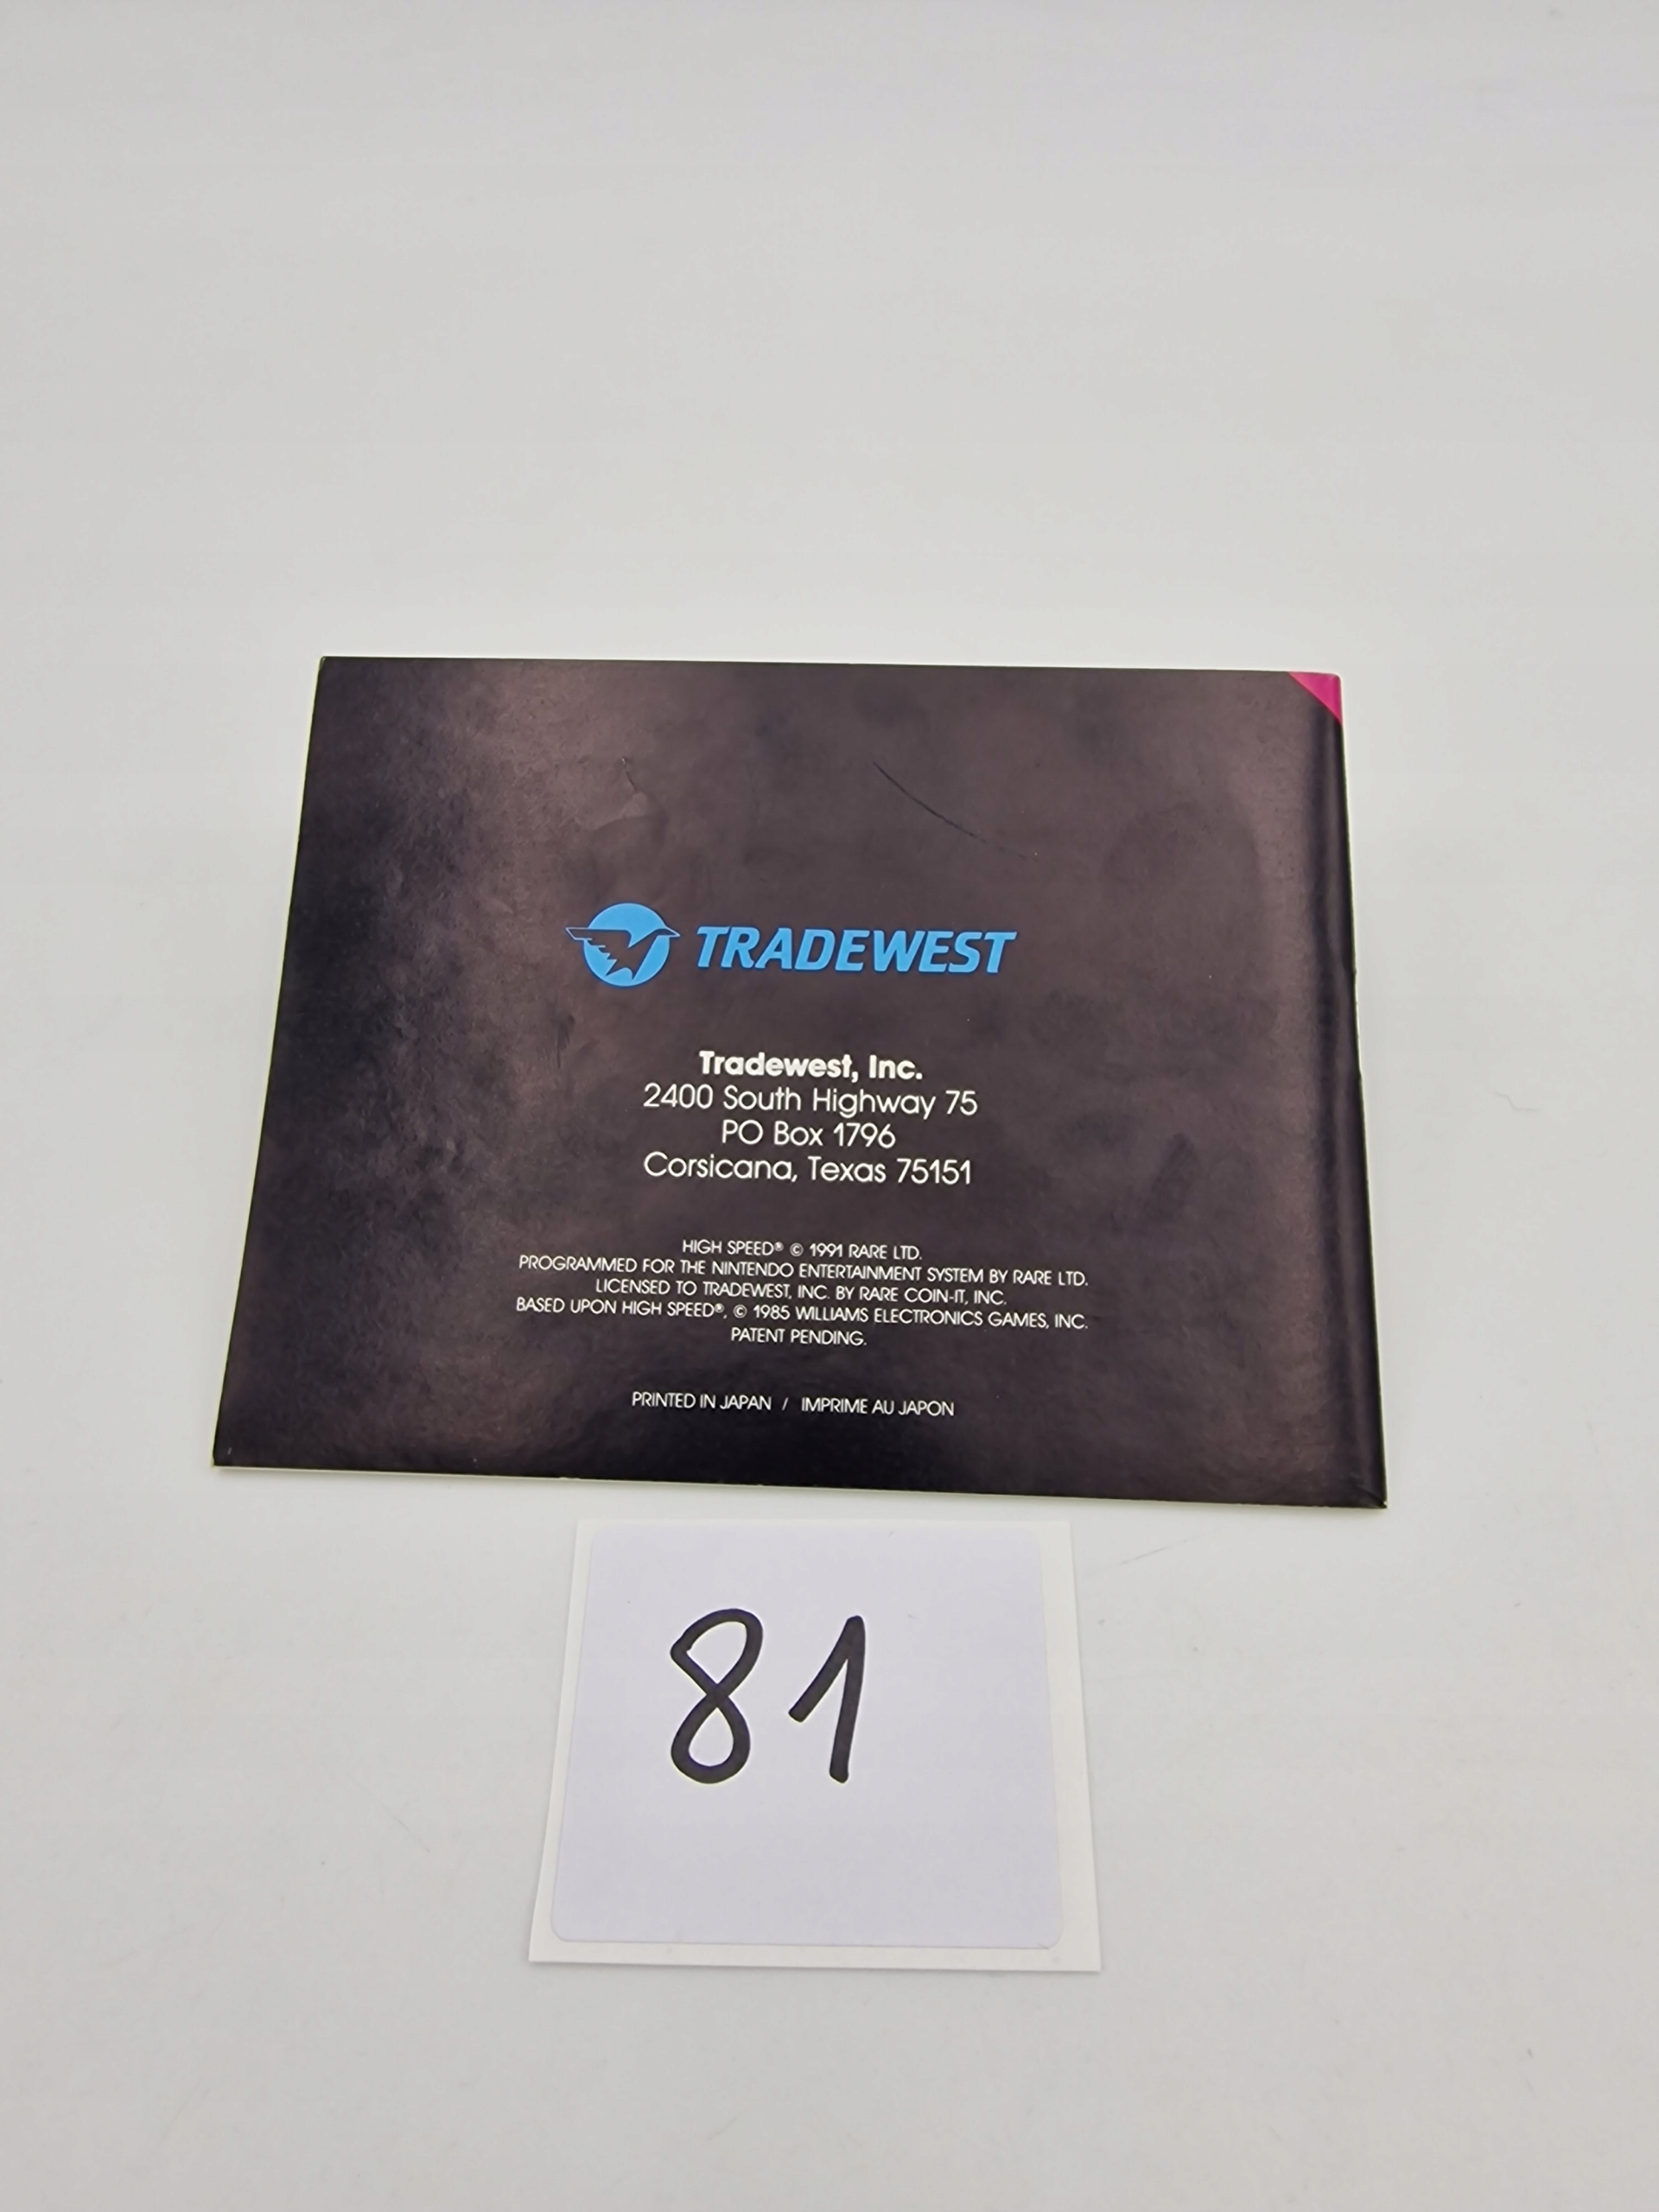 TRADEWEST
Tradewest, Inc.
2400 South Highway 75
PO Box 1796
Corsicana, Texas 75151
HIGH SPEED® © 1991 RARE LTD.
PROGRAMMED FOR THE NINTENDO ENTERTAINMENT SYSTEM BY RARE LTD.
LICENSED TO TRADEWEST, INC. BY RARE COIN-IT, INC.
BASED UPON HIGH SPEED®, © 1985 WILLIAMS ELECTRONICS GAMES, INC.
PATENT PENDING.
PRINTED IN JAPAN / IMPRIME AU JAPON
81